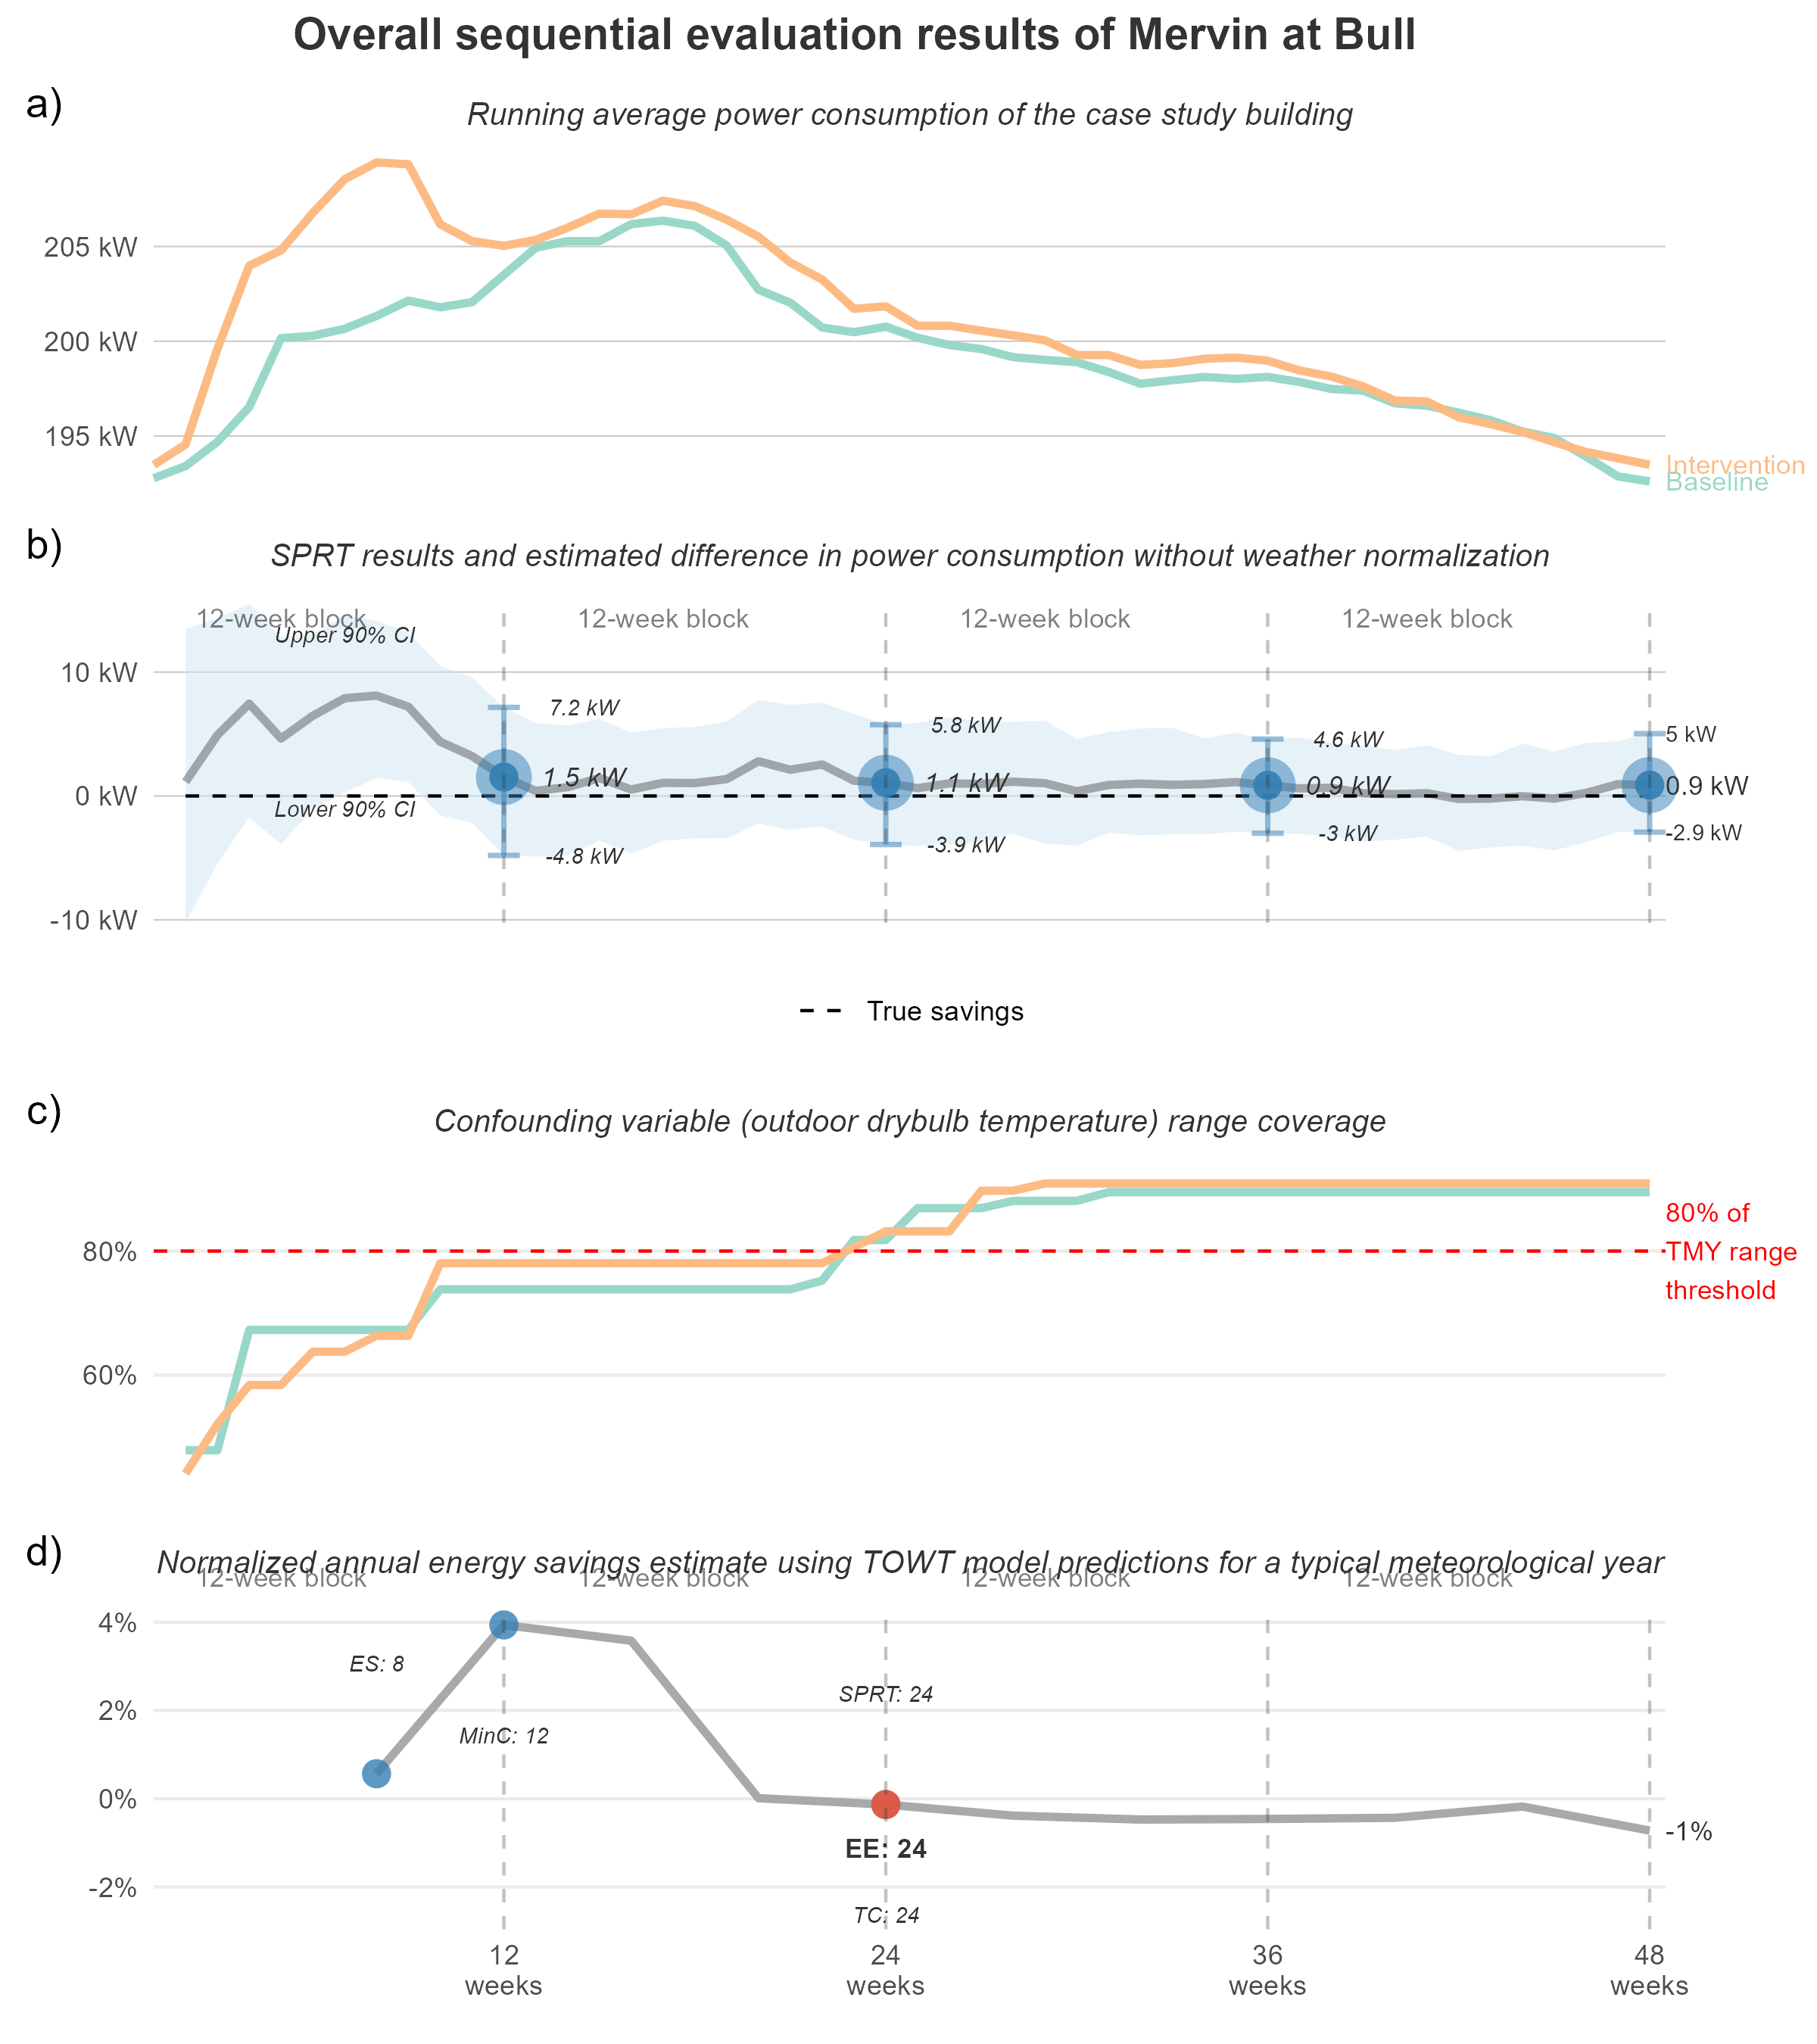 Overall sequential evaluation results of Mervin at Bull
a)
Running average power consumption of the case study building
205 kW
200 kW
195 kW
Intervention
Baseline
b)
SPRT results and estimated difference in power consumption without weather normalization
12-week block
12-week block
12-week block
12-week block
Upper 90% CI
10 kW
7.2 kW
5.8 kW
4.6 kW
5 kW
1.5 kW
1.1 kW
0.9 kW
0.9 kW
0 kW
Lower 90% CI
-4.8 kW
-3.9 kW
-3 kW
-2.9 kW
-10 kW
True savings
c)
Confounding variable (outdoor drybulb temperature) range coverage
80%
60%
80% of
TMY range
threshold
d)
Normalized annual energy savings estimate using TOWT model predictions for a typical meteorological year
12-week block
12-week block
12-week block
12-week block
4%
ES: 8
SPRT: 24
2%
MinC: 12
0%
-1%
EE: 24
-2%
TC: 24
12
weeks
24
weeks
36
weeks
48
weeks